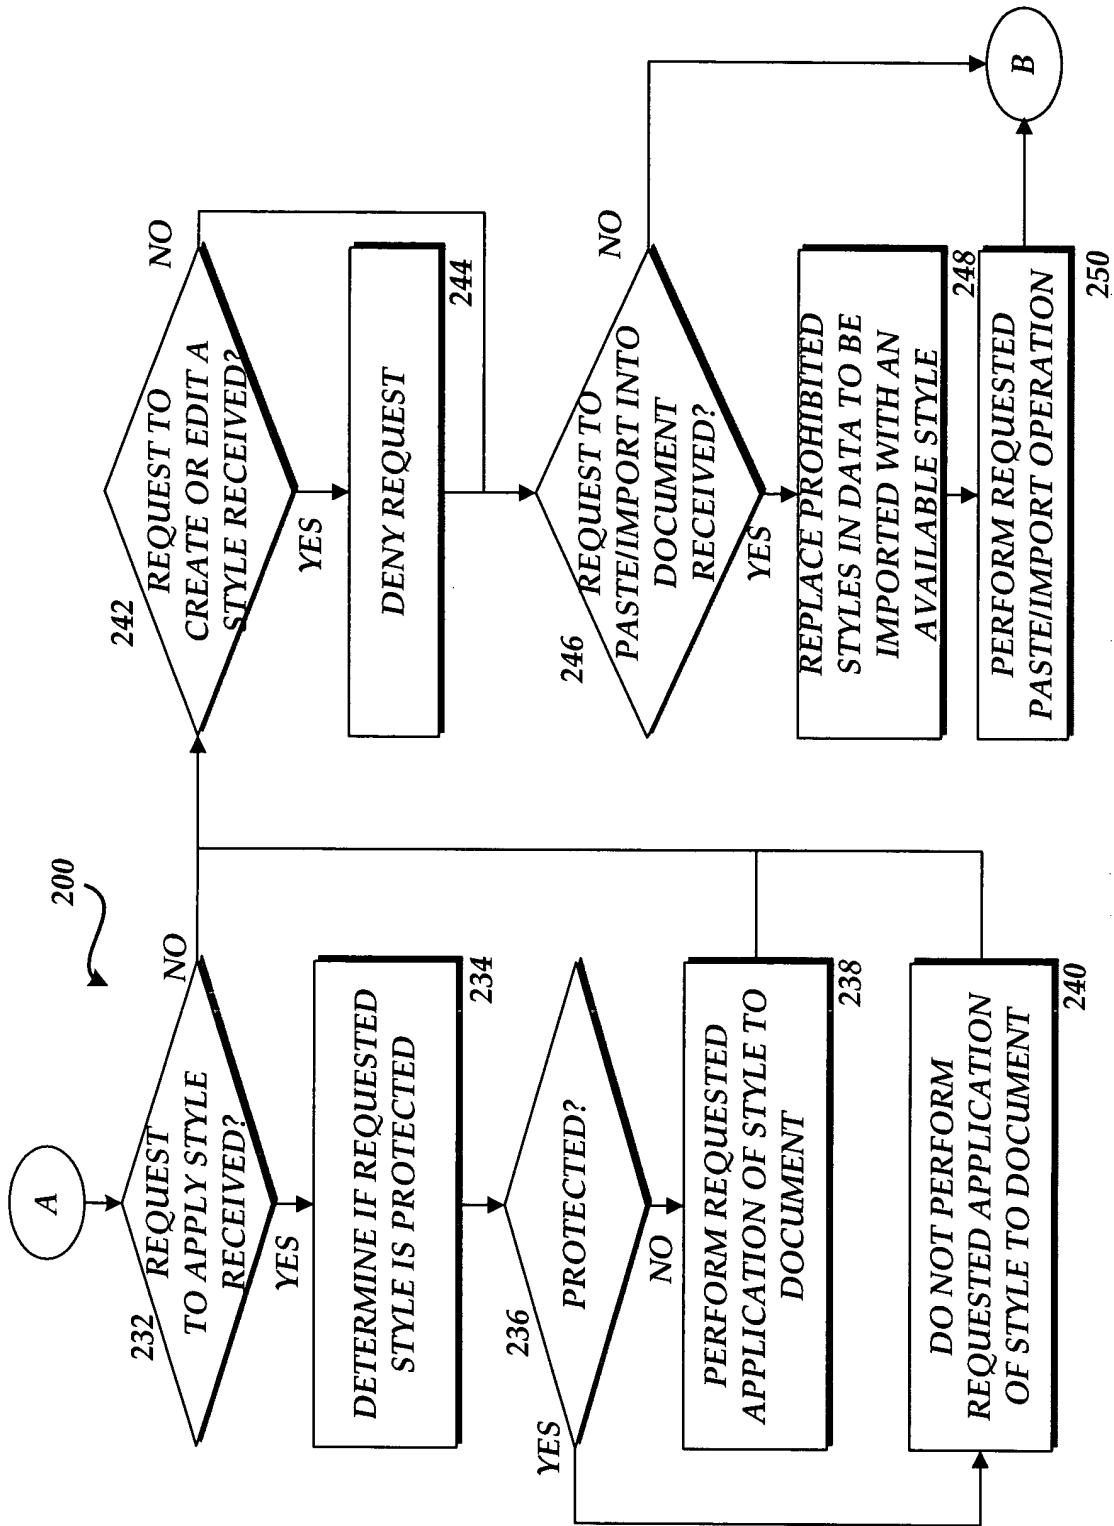 200
A
232
REQUEST
TO APPLY STYLE
RECEIVED?
NO
YES
DETERMINE IF REQUESTED
STYLE IS PROTECTED
234
236
PROTECTED?
YES
NO
PERFORM REQUESTED
APPLICATION OF STYLE TO
DOCUMENT
238
DO NOT PERFORM
REQUESTED APPLICATION
OF STYLE TO DOCUMENT
240
242
REQUEST TO
CREATE OR EDIT A
STYLE RECEIVED?
NO
YES
DENY REQUEST
244
246
REQUEST TO
PASTE/IMPORT INTO
DOCUMENT
RECEIVED?
NO
YES
REPLACE PROHIBITED
STYLES IN DATA TO BE
IMPORTED WITH AN
AVAILABLE STYLE
248
PERFORM REQUESTED
PASTE/IMPORT OPERATION
250
B